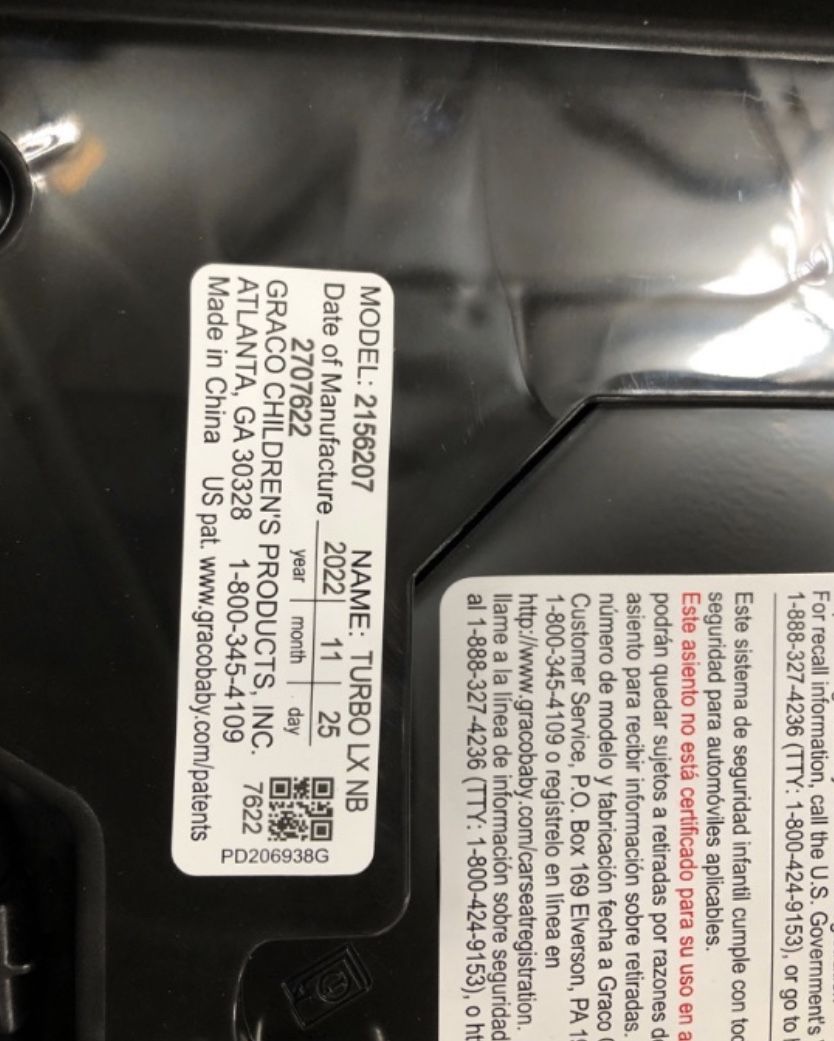 MODEL: 2156207 NAME: TURBO LX NB
Date of Manufacture 2022 11 25
year month day
2707622
GRACO CHILDREN'S PRODUCTS, INC.
ATLANTA, GA 30328 1-800-345-4109 7622
Made in China US pat. www.gracobaby.com/patents
PD206938G
For recall information, call the U.S. Government's
1-888-327-4236 (TTY: 1-800-424-9153), or go to
Este sistema de seguridad infantil cumple con
seguridad para automóviles aplicables.
Este asiento no está certificado para su uso en
podrán quedar sujetos a retiradas por razones
asiento para recibir información sobre retiradas.
número de modelo y fabricación fecha a Graco
Customer Service, P.O. Box 169 Elverson, PA
1-800-345-4109 o regístrelo en línea en
http://www.gracobaby.com/carseatregistration.
llame a la línea de información sobre seguridad
al 1-888-327-4236 (TTY: 1-800-424-9153), o